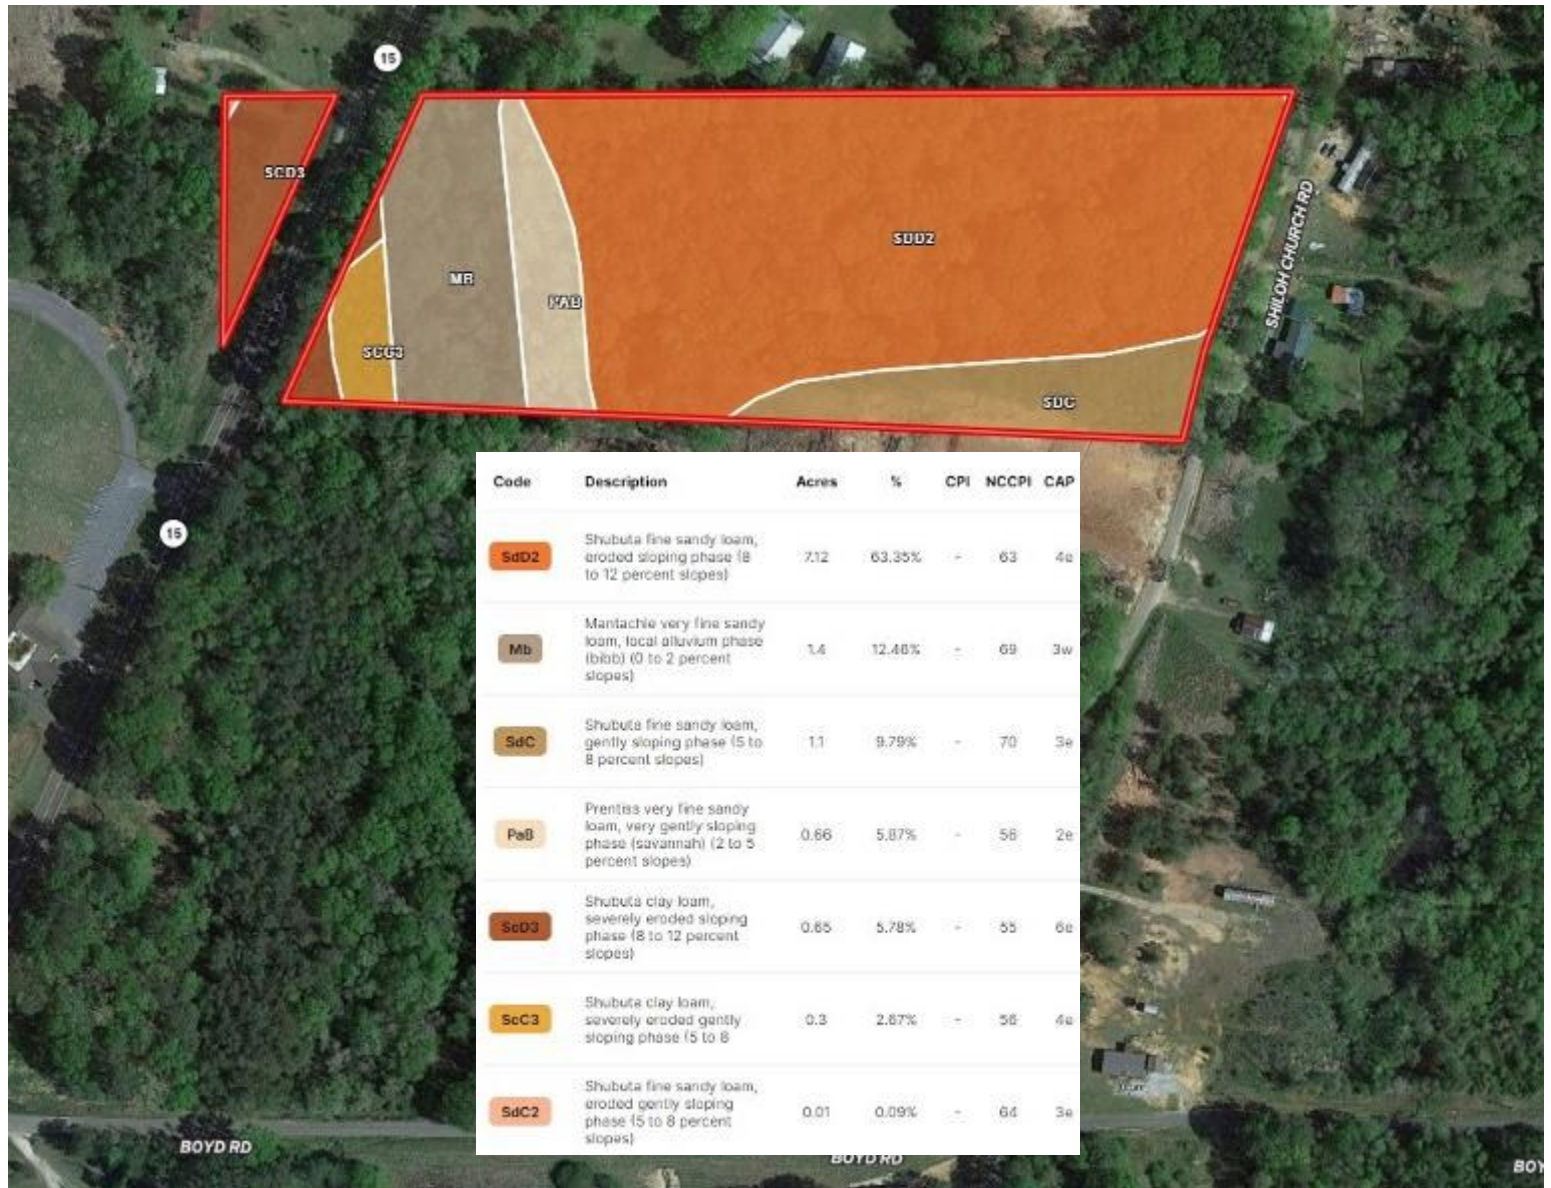 15
SCD3
SDD2
MB
PAB
SCC3
SDC
SHILOH CHURCH RD
15
Code Description Acres % CPI NCCPI CAP
SdD2 Shubuta fine sandy loam, eroded sloping phase (8 to 12 percent slopes) 7.12 63.35% - 63 4e
Mb Mantachie very fine sandy loam, local alluvium phase (bibb) (0 to 2 percent slopes) 1.4 12.46% - 69 3w
SdC Shubuta fine sandy loam, gently sloping phase (5 to 8 percent slopes) 1.1 9.79% - 70 3e
PaB Prentiss very fine sandy loam, very gently sloping phase (savannah) (2 to 5 percent slopes) 0.66 5.87% - 56 2e
ScD3 Shubuta clay loam, severely eroded sloping phase (8 to 12 percent slopes) 0.65 5.78% - 55 6e
ScC3 Shubuta clay loam, severely eroded gently sloping phase (5 to 8 0.3 2.67% - 56 4e
SdC2 Shubuta fine sandy loam, eroded gently sloping phase (5 to 8 percent slopes) 0.01 0.09% - 64 3e
BOYD RD
BOYD RD
BOY